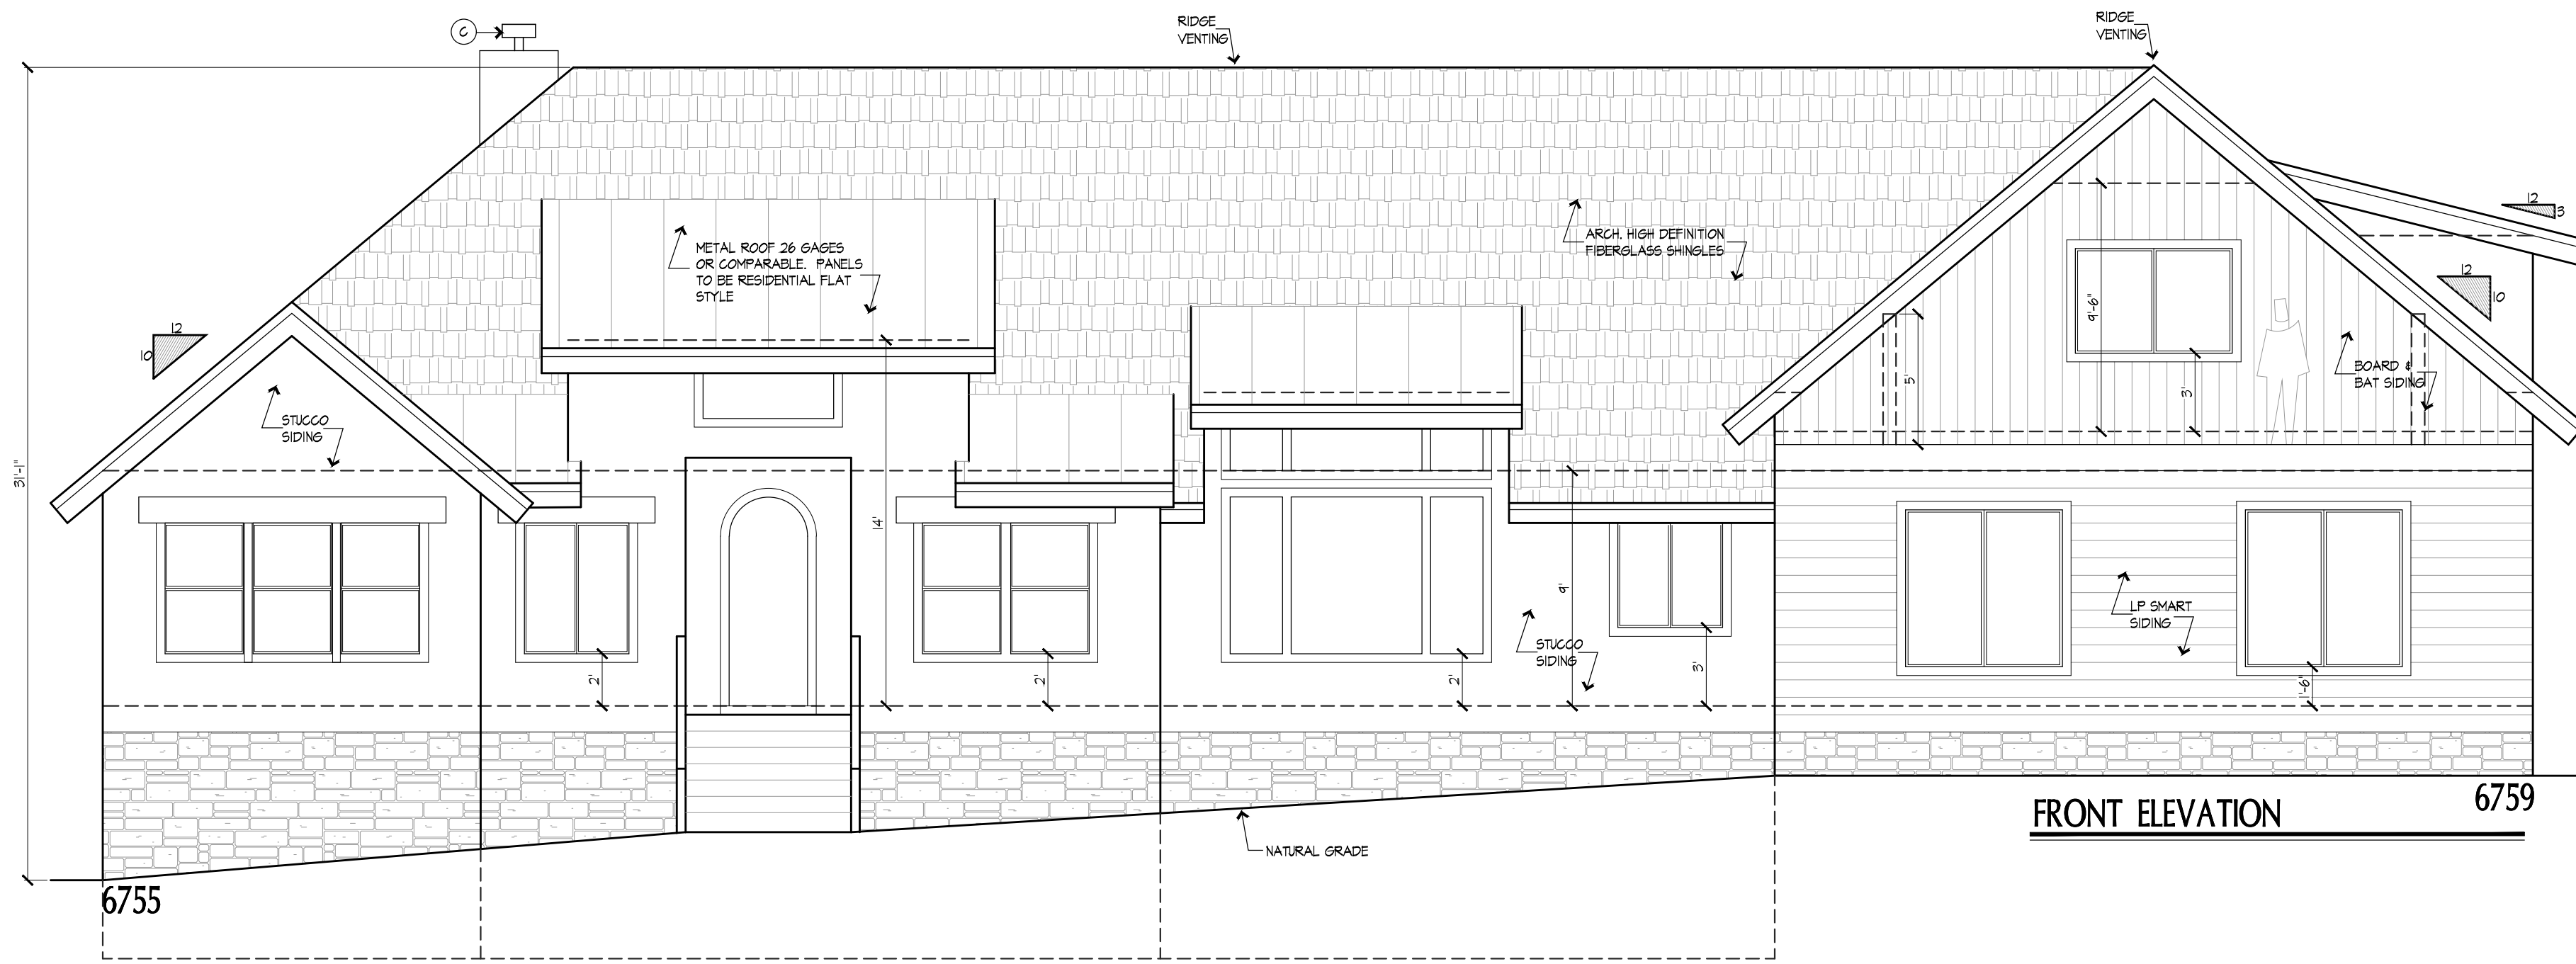 C
RIDGE
VENTING
RIDGE
VENTING
12
3
METAL ROOF 26 GAGES
OR COMPARABLE. PANELS
TO BE RESIDENTIAL FLAT
STYLE
ARCH. HIGH DEFINITION
FIBERGLASS SHINGLES
12
10
12
10
9'-6"
5'
3'
BOARD &
BAT SIDING
STUCCO
SIDING
31'-1"
14'
9'
LP SMART
SIDING
STUCCO
SIDING
2'
2'
2'
3'
1'-6"
NATURAL GRADE
FRONT ELEVATION
6759
6755